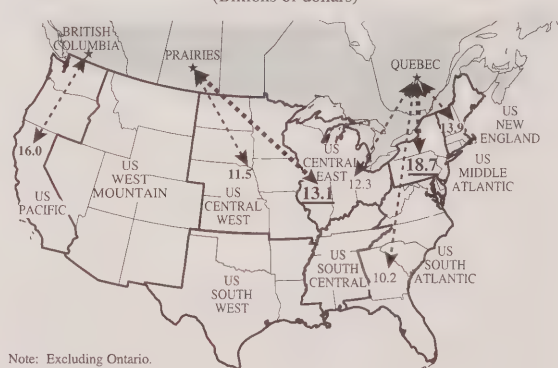 (Billions of dollars)
BRITISH
COLUMBIA
PRAIRIES
QUEBEC
US
NEW
ENGLAND
13.9
16.0
US
WEST
MOUNTAIN
US
PACIFIC
11.5
US
CENTRAL
WEST
US
CENTRAL
EAST
13.1
12.3
18.7
US
MIDDLE
ATLANTIC
US
SOUTH
WEST
US
SOUTH
CENTRAL
10.2
US
SOUTH
ATLANTIC
Note: Excluding Ontario.